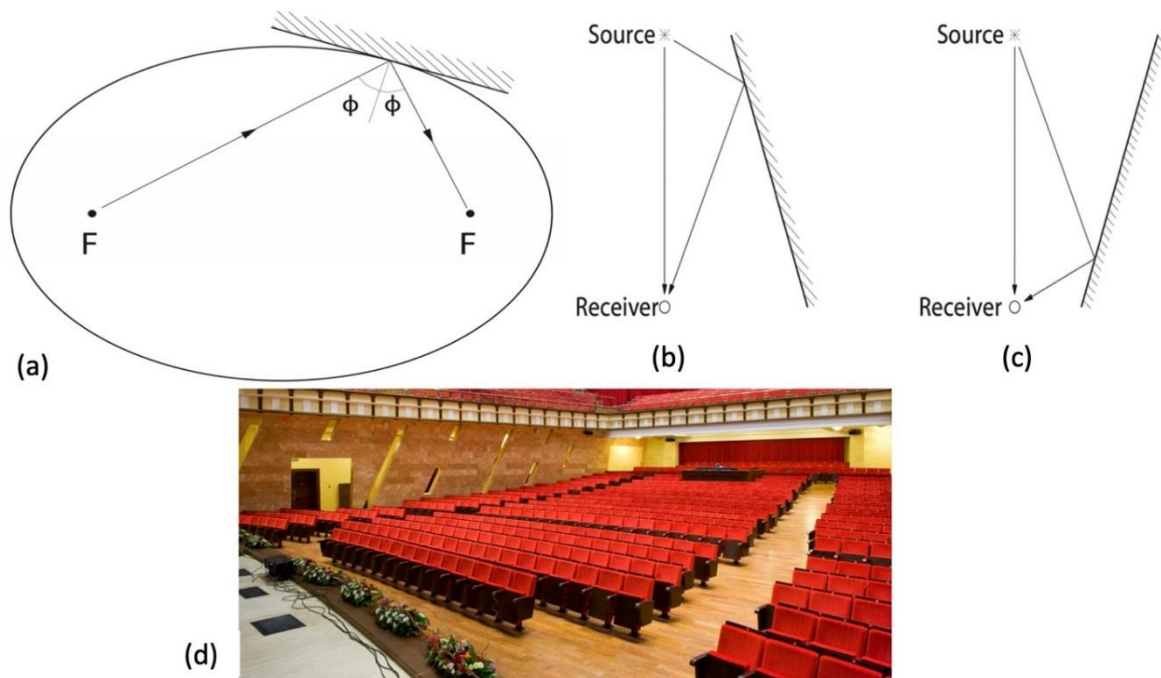 ϕ ϕ
F F
(a)
Source
Receiver
(b)
Source
Receiver
(c)
(d)